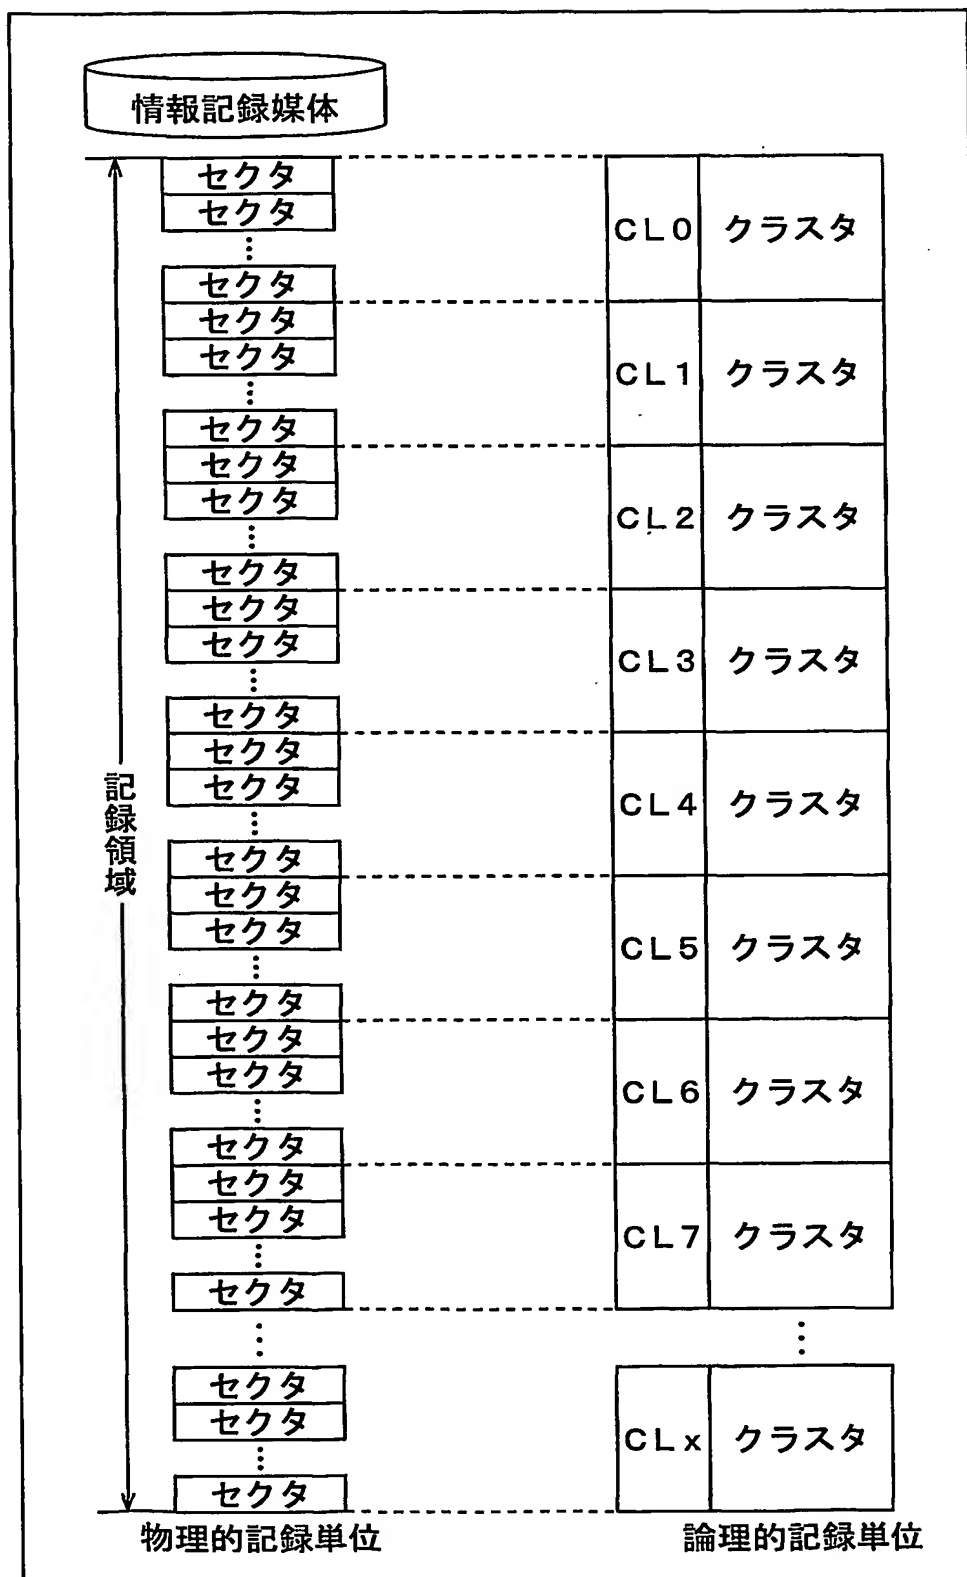 情報記録媒体
セクタ
セクタ
⋮
セクタ
CL0 クラスタ
セクタ
セクタ
⋮
セクタ
CL1 クラスタ
セクタ
セクタ
⋮
セクタ
CL2 クラスタ
セクタ
セクタ
⋮
セクタ
CL3 クラスタ
セクタ
セクタ
⋮
セクタ
CL4 クラスタ
セクタ
セクタ
⋮
セクタ
CL5 クラスタ
セクタ
セクタ
⋮
セクタ
CL6 クラスタ
セクタ
セクタ
⋮
セクタ
CL7 クラスタ
⋮
⋮
セクタ
セクタ
⋮
セクタ
CLx クラスタ
記録領域
物理的記録単位
論理的記録単位